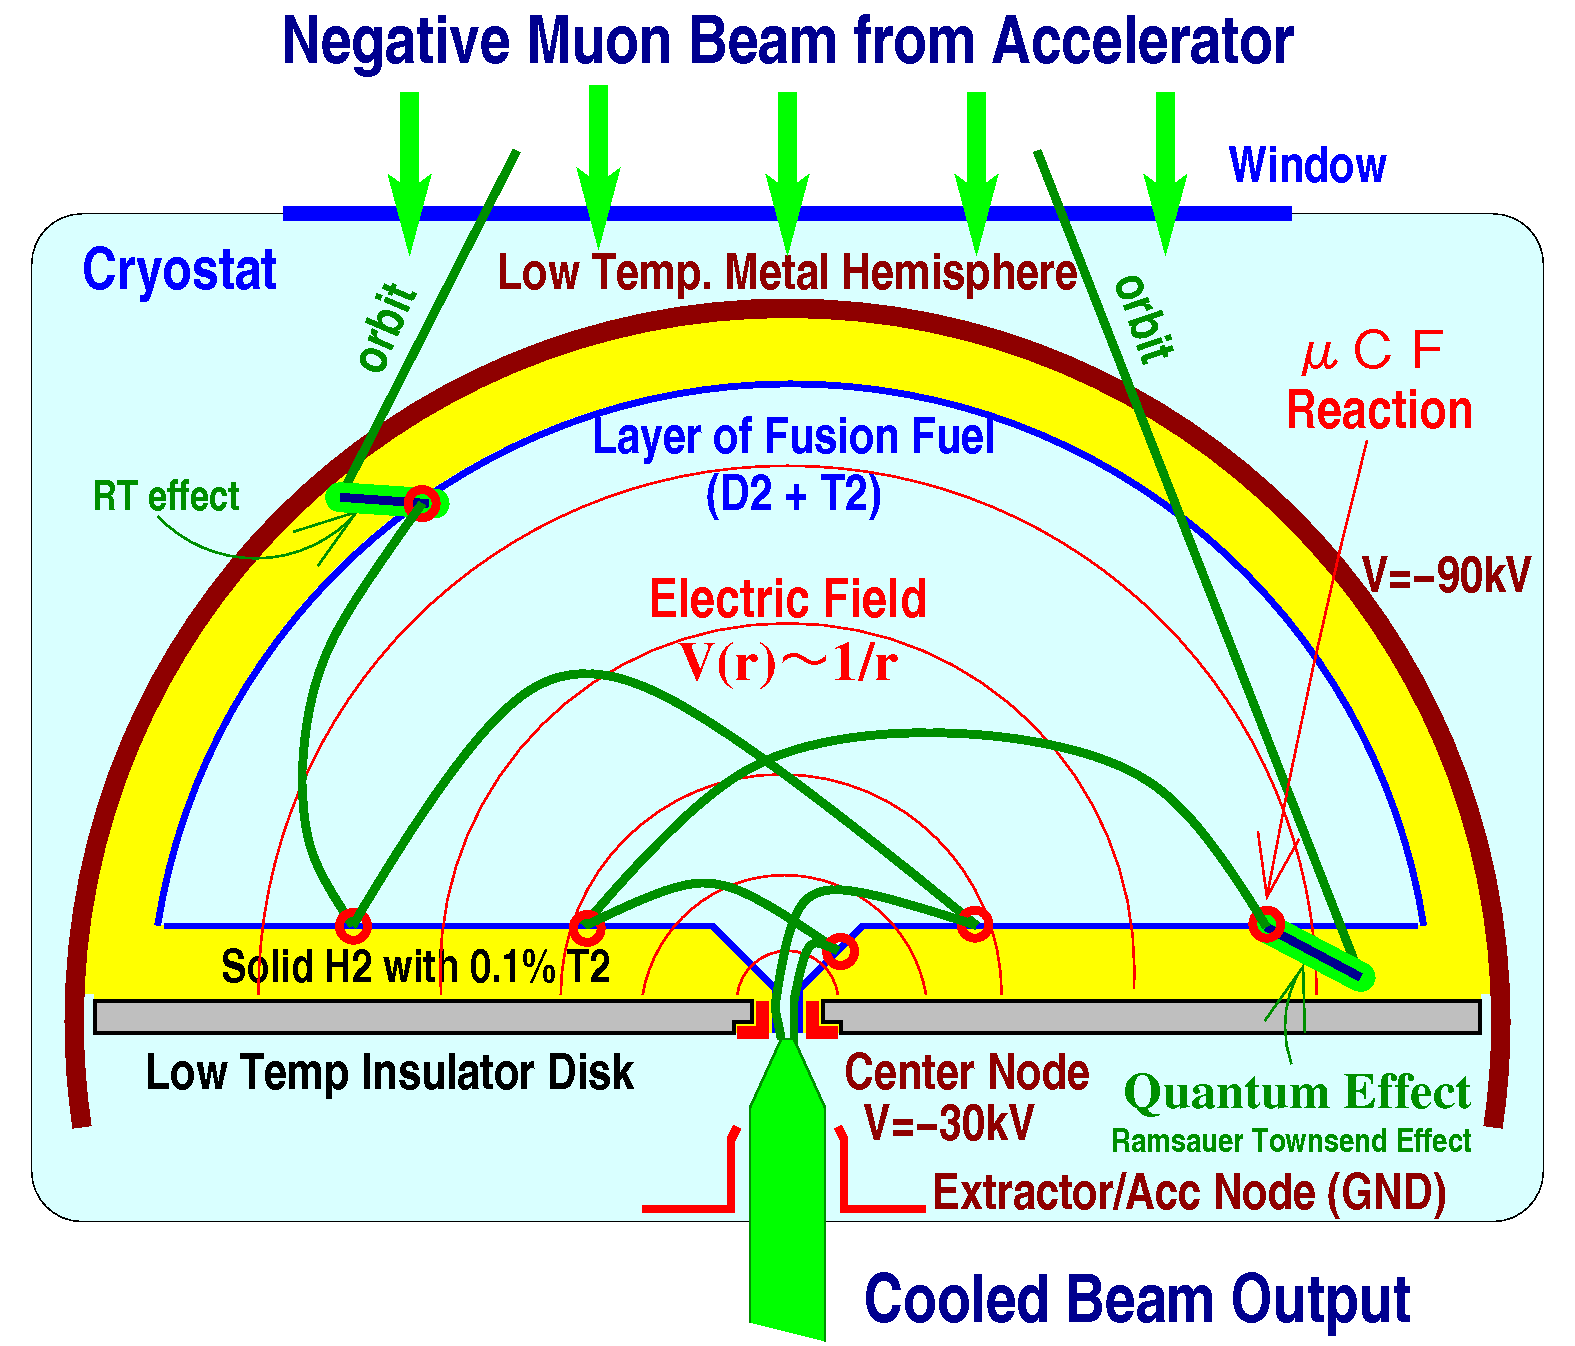 Negative Muon Beam from Accelerator
Window
Cryostat
Low Temp. Metal Hemisphere
orbit
orbit
μ C F
Reaction
Layer of Fusion Fuel
(D2 + T2)
RT effect
V=−90kV
Electric Field
V(r)～1/r
Solid H2 with 0.1% T2
Low Temp Insulator Disk
Center Node
V=−30kV
Quantum Effect
Ramsauer Townsend Effect
Extractor/Acc Node (GND)
Cooled Beam Output